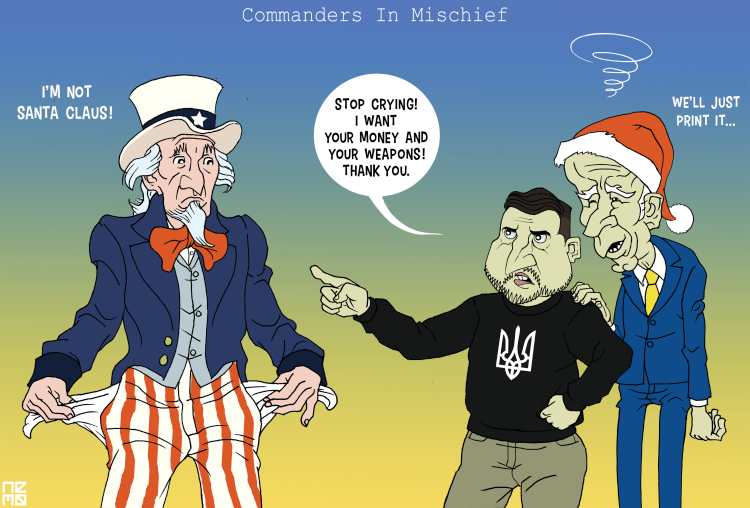 Commanders In Mischief
I'M NOT
SANTA CLAUS!
STOP CRYING!
I WANT
YOUR MONEY AND
YOUR WEAPONS!
THANK YOU.
WE'LL JUST
PRINT IT...
NEMØ